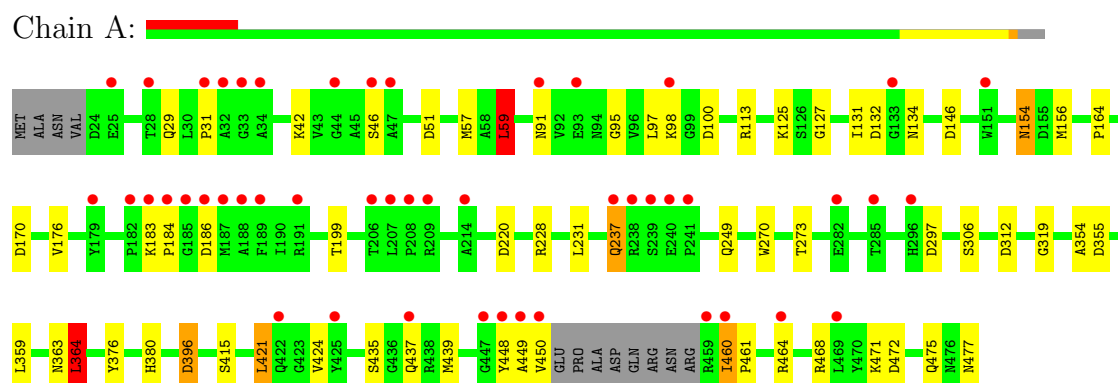 Chain A:
MET ALA ASN VAL D24 E25 T28 Q29 L30 P31 A32 G33 A34 K42 V43 G44 A45 S46 A47 D51 M57 A58 L59 N91 V92 E93 N94 G95 V96 L97 K98 G99 D100 R113 K125 S126 G127 I131 D132 G133 N134 D146 W151 N154 D155 M156 P164
D170 V176 Y179 P182 K183 P184 G185 D186 M187 A188 F189 I190 R191 T199 T206 L207 P208 R209 A214 D220 R228 L231 Q237 R238 S239 E240 P241 Q249 W270 T273 E282 T285 H296 D297 S306 D312 G319 A354 D355
L359 N363 L364 Y376 H380 D396 S415 L421 Q422 G423 V424 Y425 S435 G436 Q437 R438 M439 G447 Y448 A449 V450 GLU PRO ALA ASP GLN ARG ASN ARG R459 I460 P461 R464 R468 L469 Y470 K471 D472 Q475 N476 N477